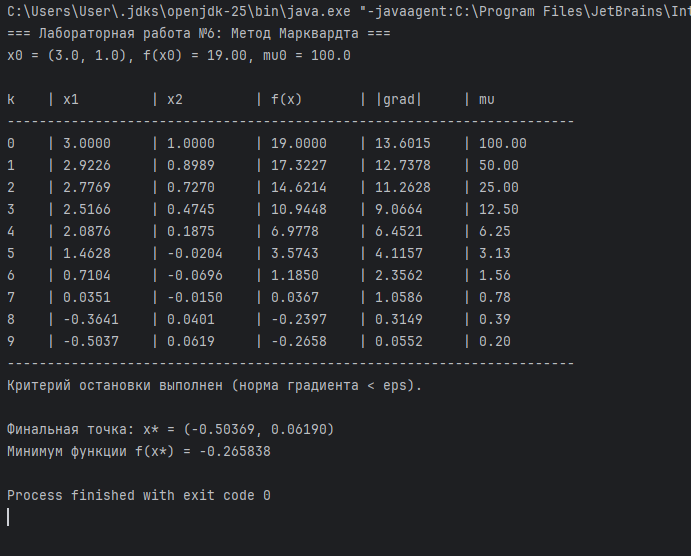 C:\Users\User\.jdks\openjdk-25\bin\java.exe "-javaagent:C:\Program Files\JetBrains\Int
=== Лабораторная работа №6: Метод Марквардта ===
x0 = (3.0, 1.0), f(x0) = 19.00, mu0 = 100.0
k | x1 | x2 | f(x) | |grad| | mu
-----------------------------------------------------------------------
0 | 3.0000 | 1.0000 | 19.0000 | 13.6015 | 100.00
1 | 2.9226 | 0.8989 | 17.3227 | 12.7378 | 50.00
2 | 2.7769 | 0.7270 | 14.6214 | 11.2628 | 25.00
3 | 2.5166 | 0.4745 | 10.9448 | 9.0664 | 12.50
4 | 2.0876 | 0.1875 | 6.9778 | 6.4521 | 6.25
5 | 1.4628 | -0.0204 | 3.5743 | 4.1157 | 3.13
6 | 0.7104 | -0.0696 | 1.1850 | 2.3562 | 1.56
7 | 0.0351 | -0.0150 | 0.0367 | 1.0586 | 0.78
8 | -0.3641 | 0.0401 | -0.2397 | 0.3149 | 0.39
9 | -0.5037 | 0.0619 | -0.2658 | 0.0552 | 0.20
-----------------------------------------------------------------------
Критерий остановки выполнен (норма градиента < eps).
Финальная точка: x* = (-0.50369, 0.06190)
Минимум функции f(x*) = -0.265838
Process finished with exit code 0